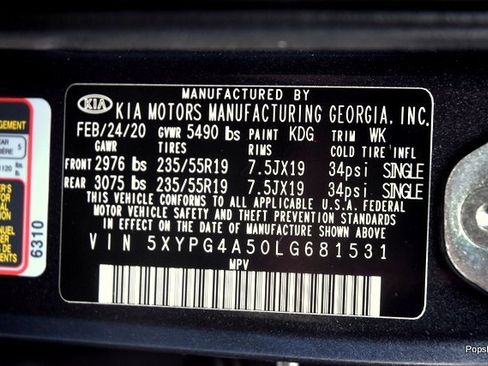 MANUFACTURED BY
KIA KIA MOTORS MANUFACTURING GEORGIA, INC.
FEB/24/20 GVWR 5490 lbs PAINT KDG TRIM WK
GAWR TIRES RIMS COLD TIRE INFL
FRONT 2976 lbs 235/55R19 7.5JX19 34psi SINGLE
REAR 3075 lbs 235/55R19 7.5JX19 34psi SINGLE
THIS VEHICLE CONFORMS TO ALL APPLICABLE U.S.A. FEDERAL
MOTOR VEHICLE SAFETY AND THEFT PREVENTION STANDARDS
IN EFFECT ON THE DATE OF MANUFACTURE SHOWN ABOVE
VIN 5XYPG4A50LG681531
MPV
6310